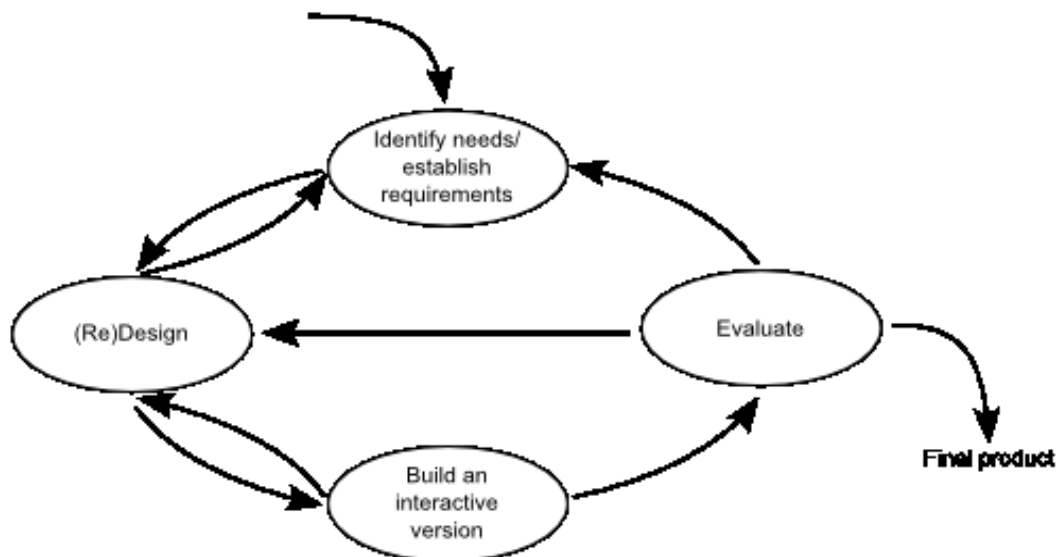 Identify needs/
establish
requirements
(Re)Design
Evaluate
Final product
Build an
interactive
version